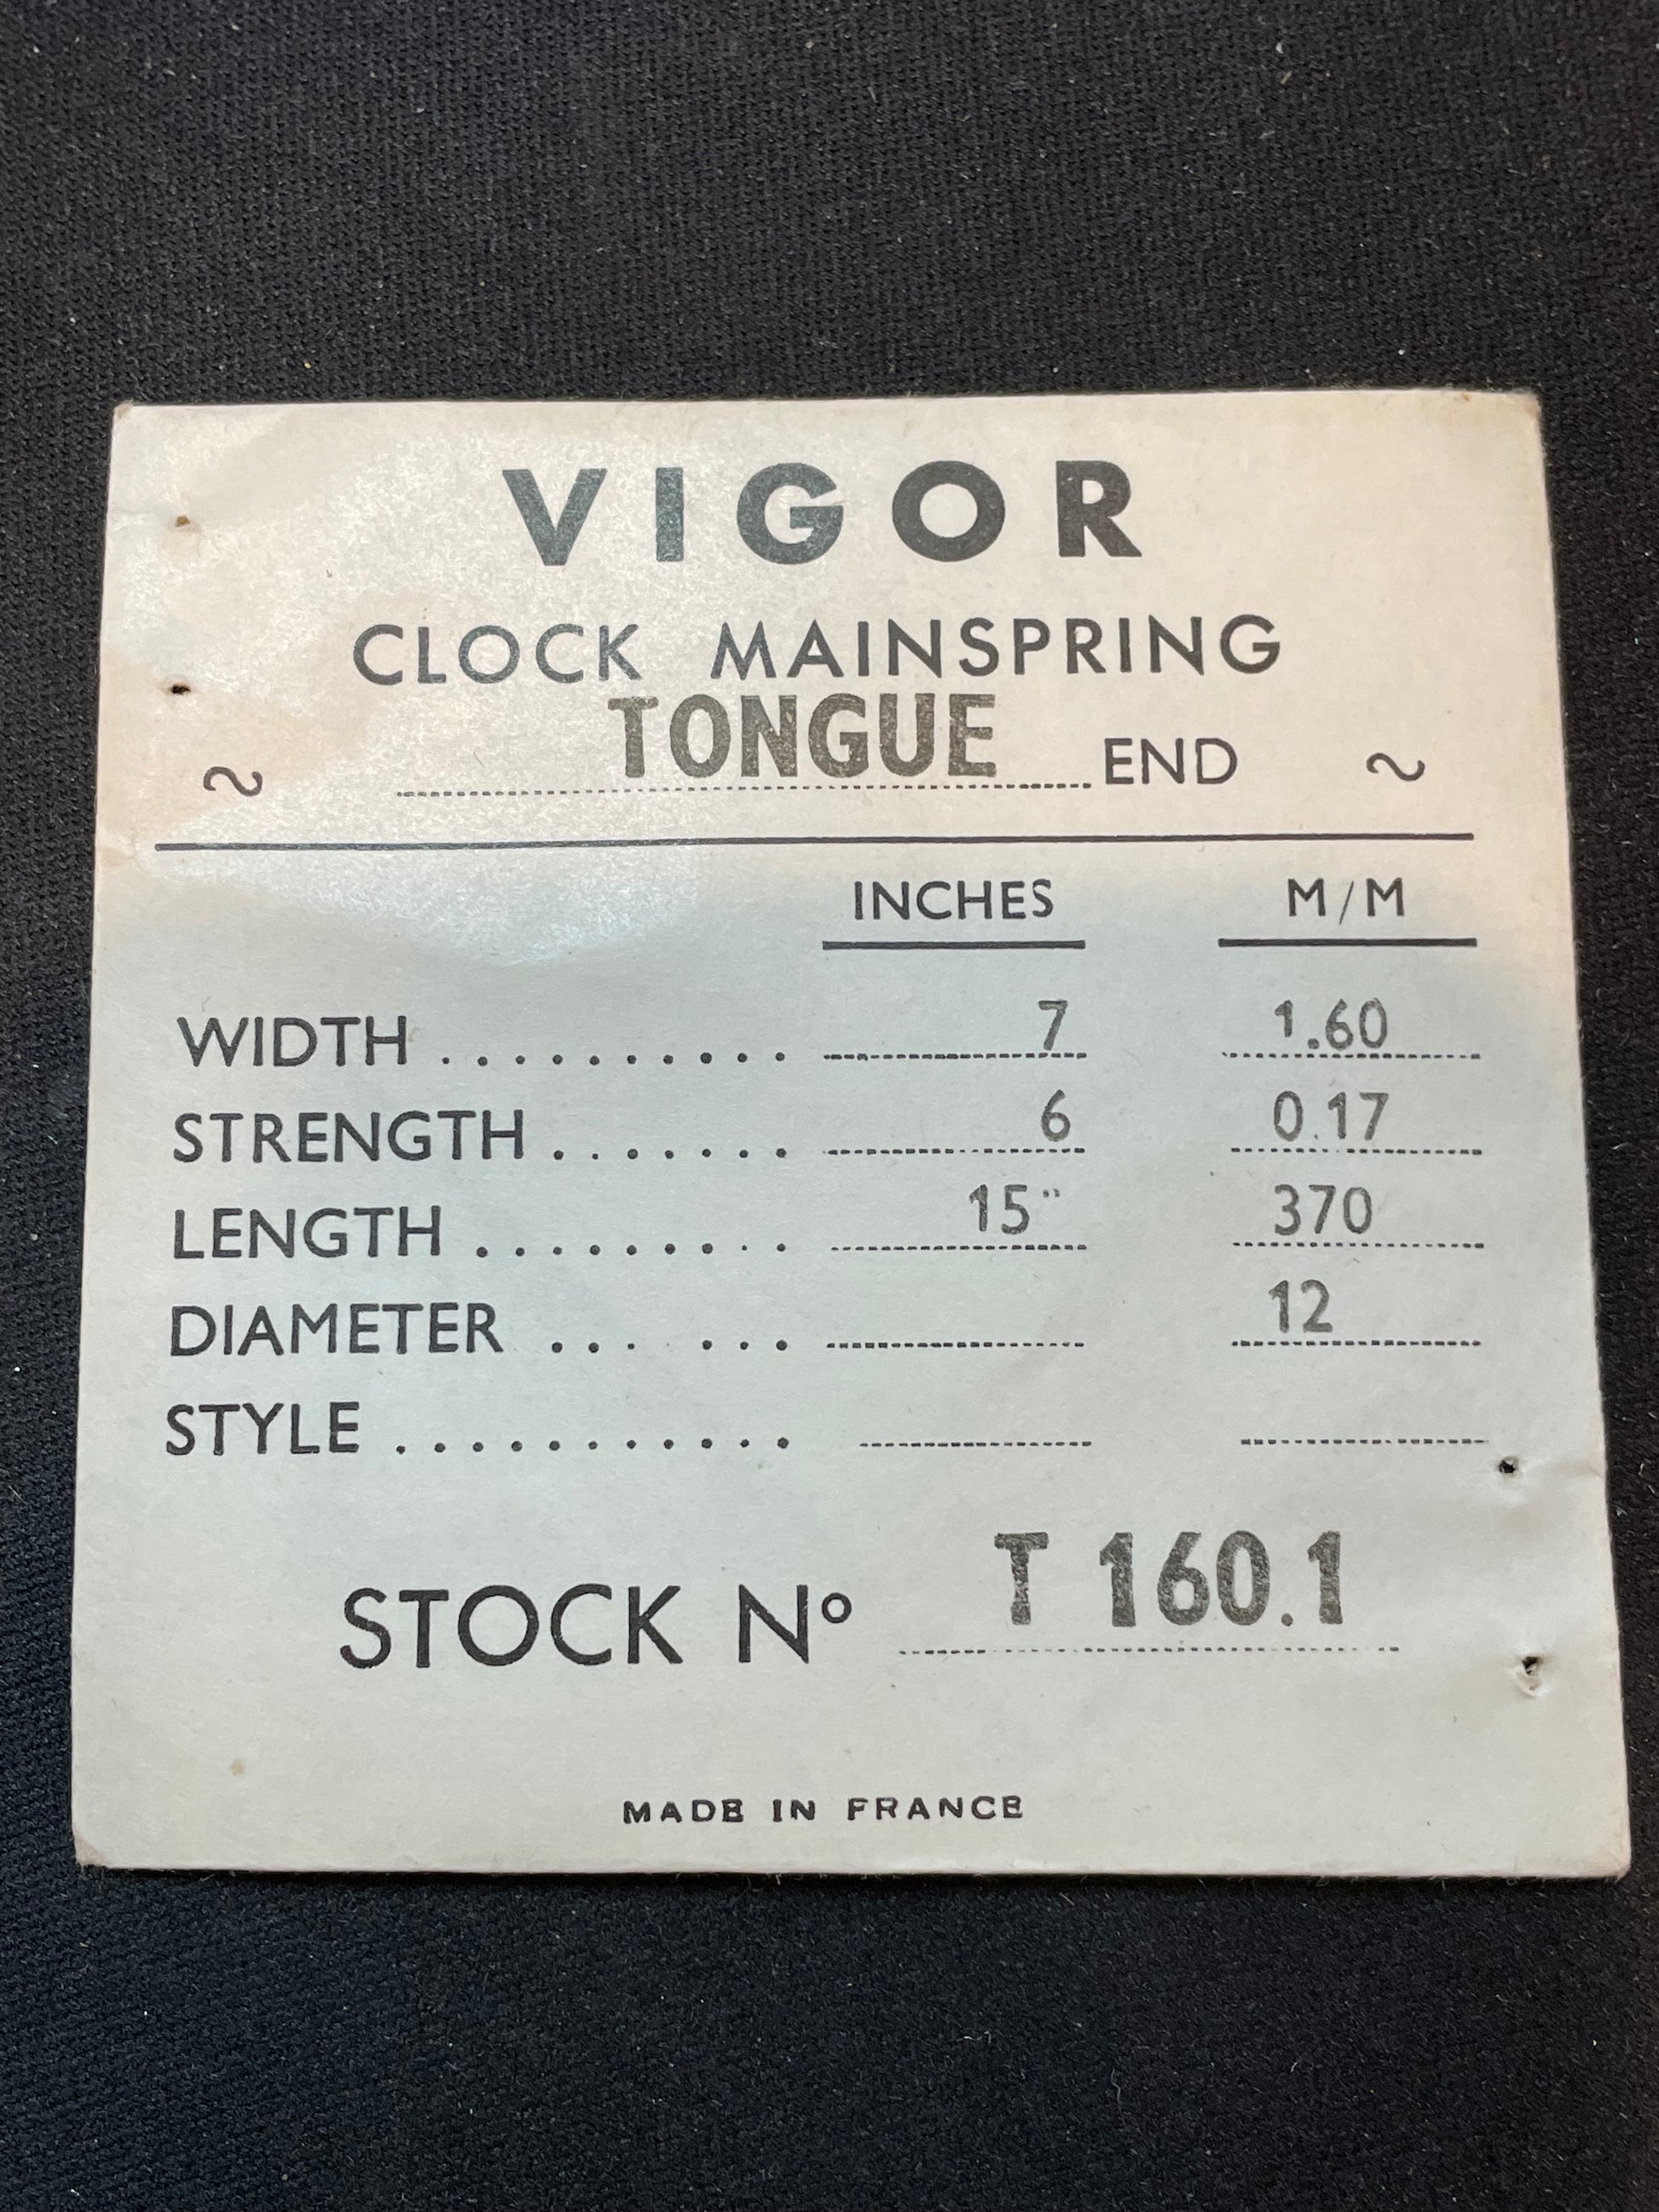 VIGOR
CLOCK MAINSPRING
TONGUE END
INCHES M/M
WIDTH 7 1.60
STRENGTH 6 0.17
LENGTH 15" 370
DIAMETER 12
STYLE
STOCK Nº T 160.1
MADE IN FRANCE